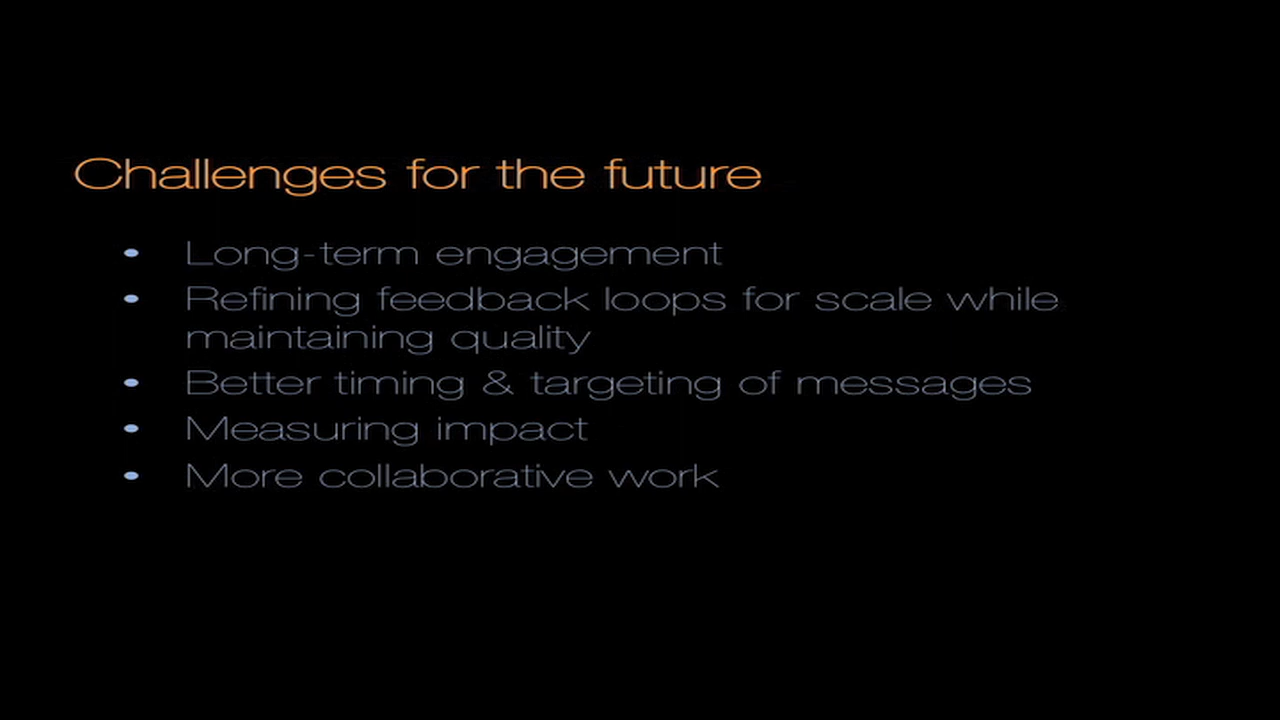 Challenges for the future
• Long-term engagement
• Refining feedback loops for scale while
maintaining quality
• Better timing & targeting of messages
• Measuring impact
• More collaborative work